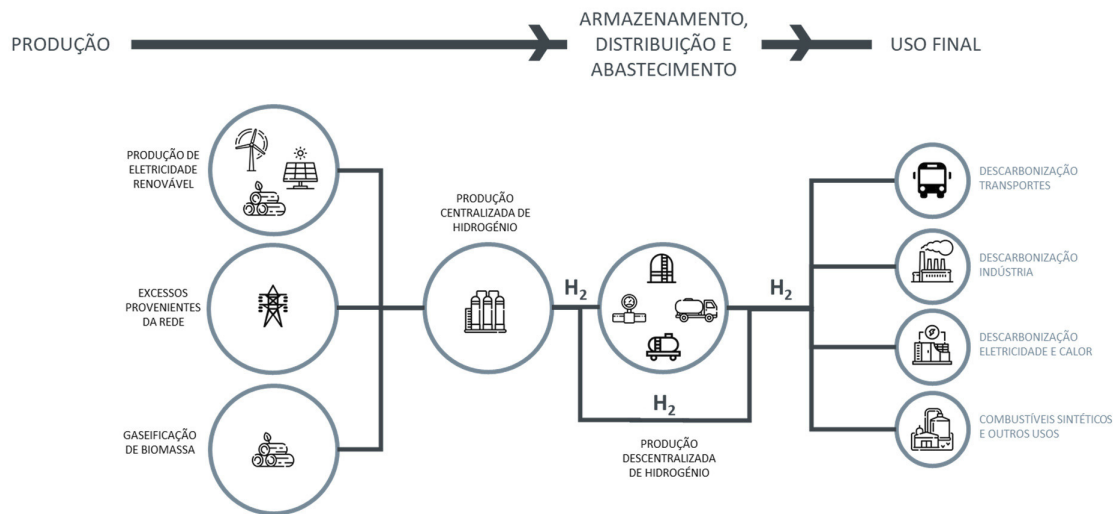 PRODUÇÃO
ARMAZENAMENTO,
DISTRIBUIÇÃO E
ABASTECIMENTO
USO FINAL
PRODUÇÃO DE
ELETRICIDADE
RENOVÁVEL
EXCESSOS
PROVENIENTES
DA REDE
GASEIFICAÇÃO
DE BIOMASSA
PRODUÇÃO
CENTRALIZADA DE
HIDROGÉNIO
H₂
H₂
PRODUÇÃO
DESCENTRALIZADA
DE HIDROGÉNIO
H₂
DESCARBONIZAÇÃO
TRANSPORTES
DESCARBONIZAÇÃO
INDÚSTRIA
DESCARBONIZAÇÃO
ELETRICIDADE E CALOR
COMBUSTÍVEIS SINTÉTICOS
E OUTROS USOS